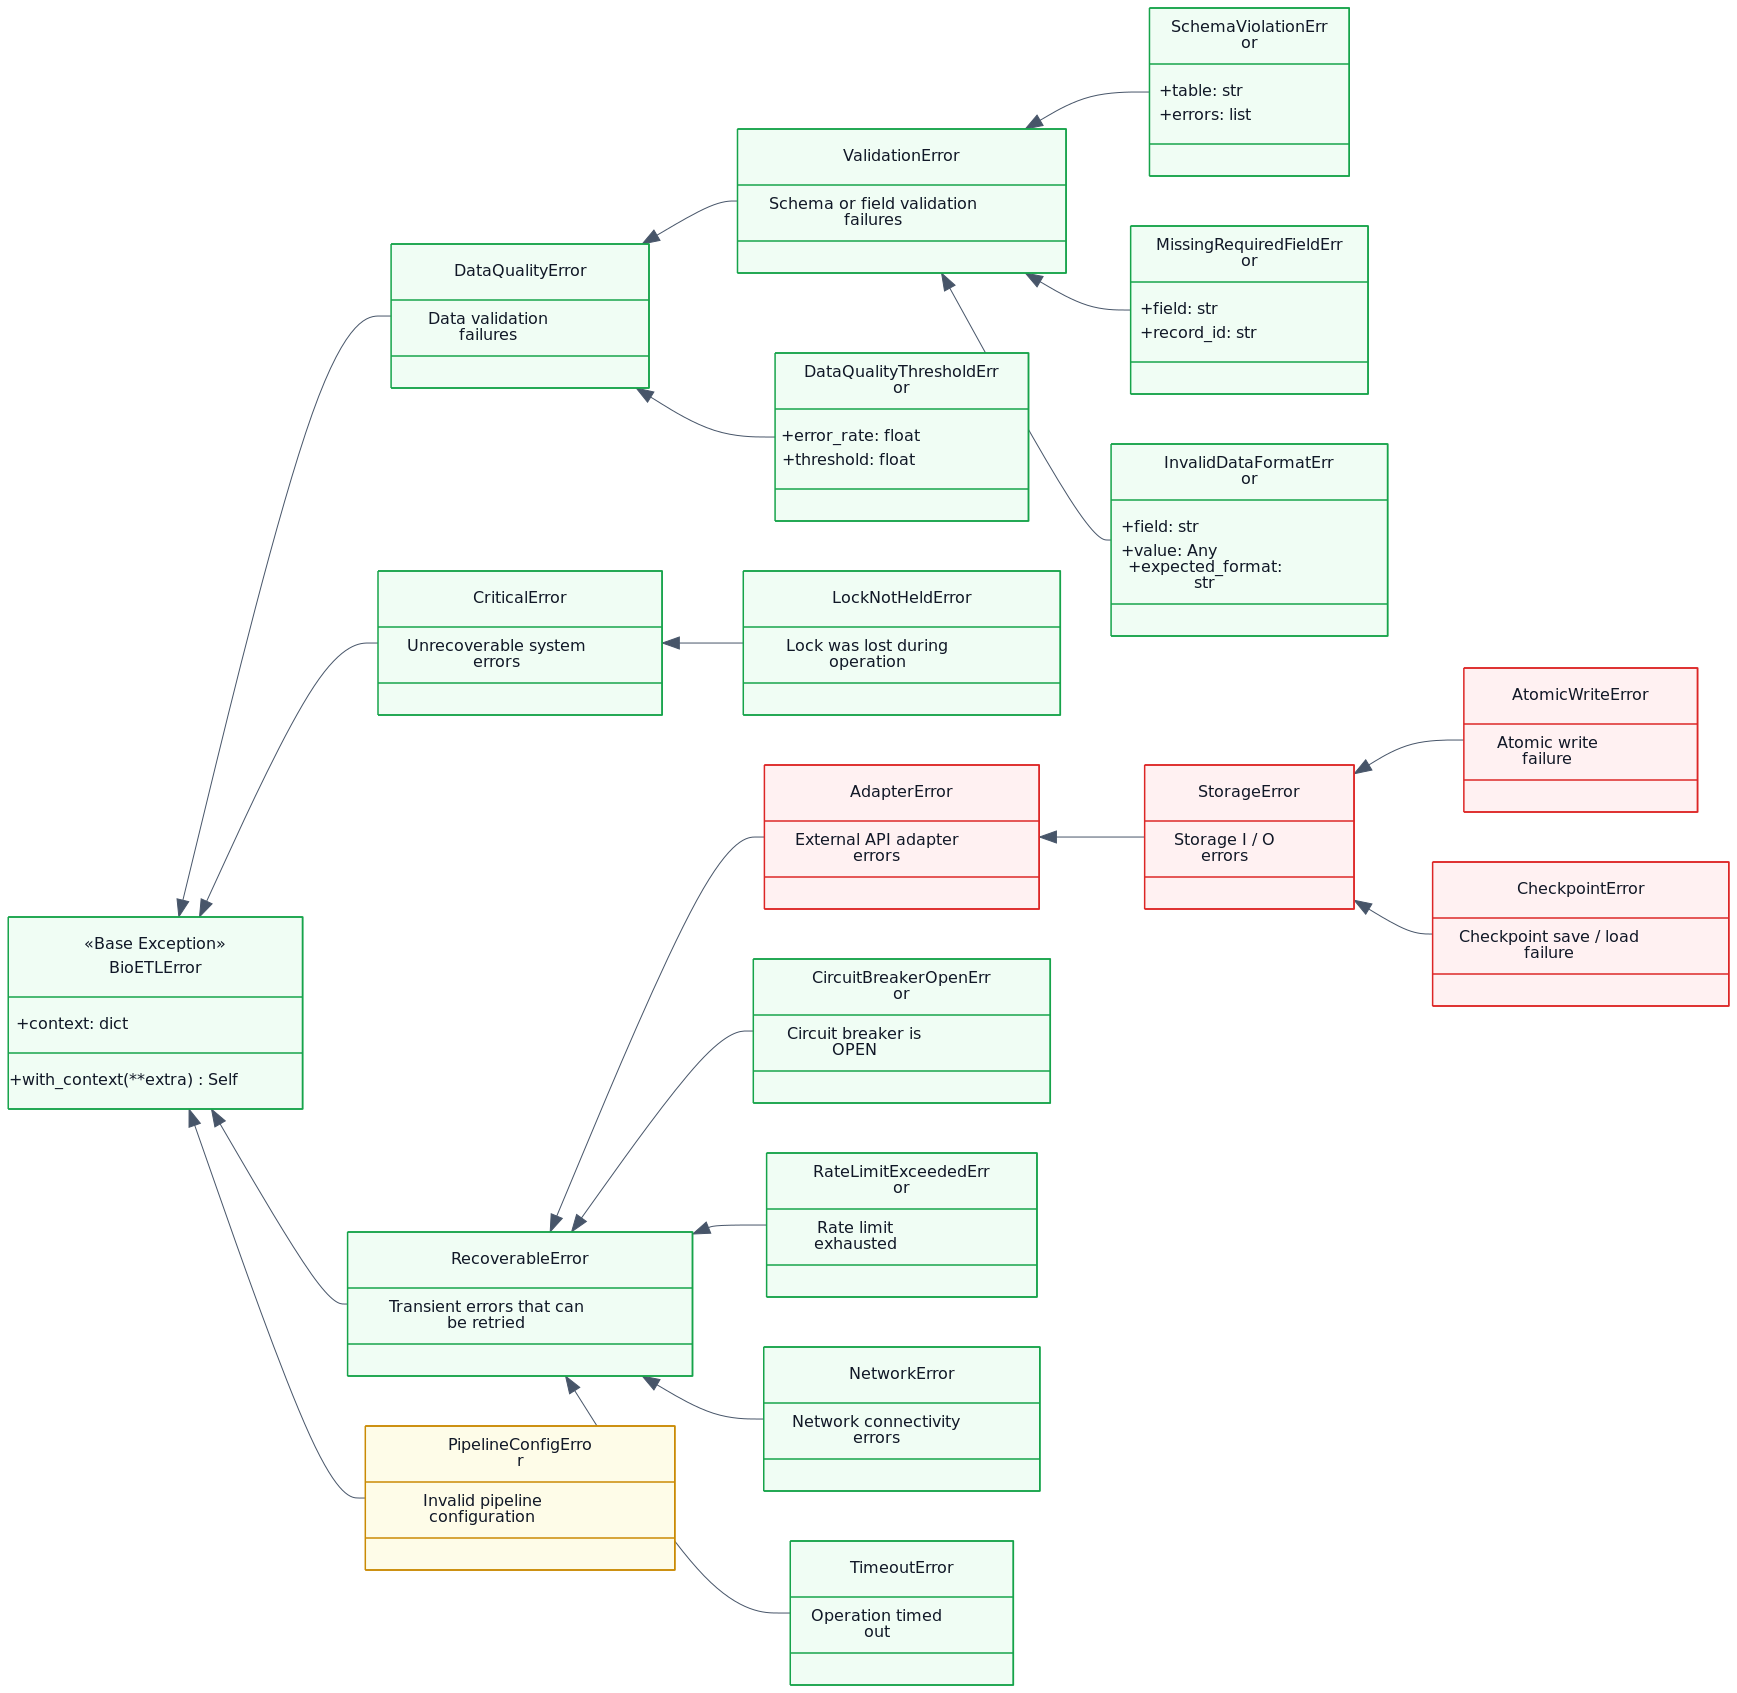 SchemaViolationErr
or
+table: str
+errors: list
ValidationError
Schema or field validation
failures
MissingRequiredFieldErr
or
+field: str
+record_id: str
DataQualityError
Data validation
failures
DataQualityThresholdErr
or
+error_rate: float
+threshold: float
InvalidDataFormatErr
or
+field: str
+value: Any
+expected_format:
str
CriticalError
Unrecoverable system
errors
LockNotHeldError
Lock was lost during
operation
AtomicWriteError
Atomic write
failure
AdapterError
External API adapter
errors
StorageError
Storage I / O
errors
CheckpointError
Checkpoint save / load
failure
«Base Exception»
BioETLError
+context: dict
+with_context(**extra) : Self
CircuitBreakerOpenErr
or
Circuit breaker is
OPEN
RateLimitExceededErr
or
Rate limit
exhausted
RecoverableError
Transient errors that can
be retried
NetworkError
Network connectivity
errors
PipelineConfigErro
r
Invalid pipeline
configuration
TimeoutError
Operation timed
out